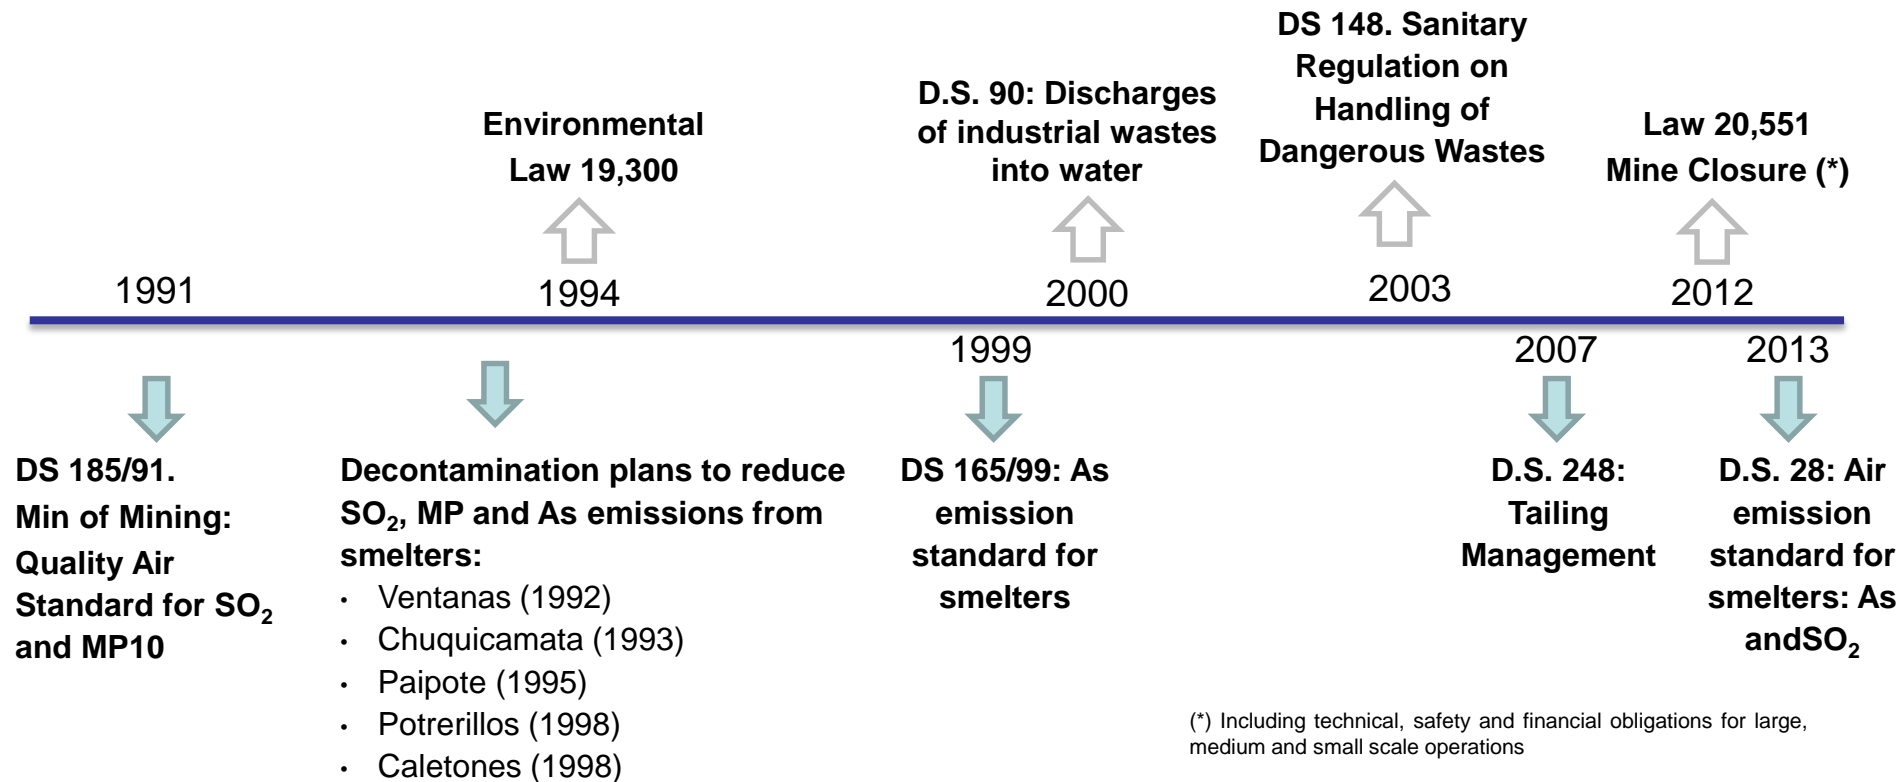 Environmental
Law 19,300
D.S. 90: Discharges
of industrial wastes
into water
DS 148. Sanitary
Regulation on
Handling of
Dangerous Wastes
Law 20,551
Mine Closure (*)
1991
1994
2000
2003
2012
1999
2007
2013
DS 185/91.
Min of Mining:
Quality Air
Standard for SO₂
and MP10
Decontamination plans to reduce
SO₂, MP and As emissions from
smelters:
• Ventanas (1992)
• Chuquicamata (1993)
• Paipote (1995)
• Potrerillos (1998)
• Caletones (1998)
DS 165/99: As
emission
standard for
smelters
D.S. 248:
Tailing
Management
D.S. 28: Air
emission
standard for
smelters: As
andSO₂
(*) Including technical, safety and financial obligations for large,
medium and small scale operations